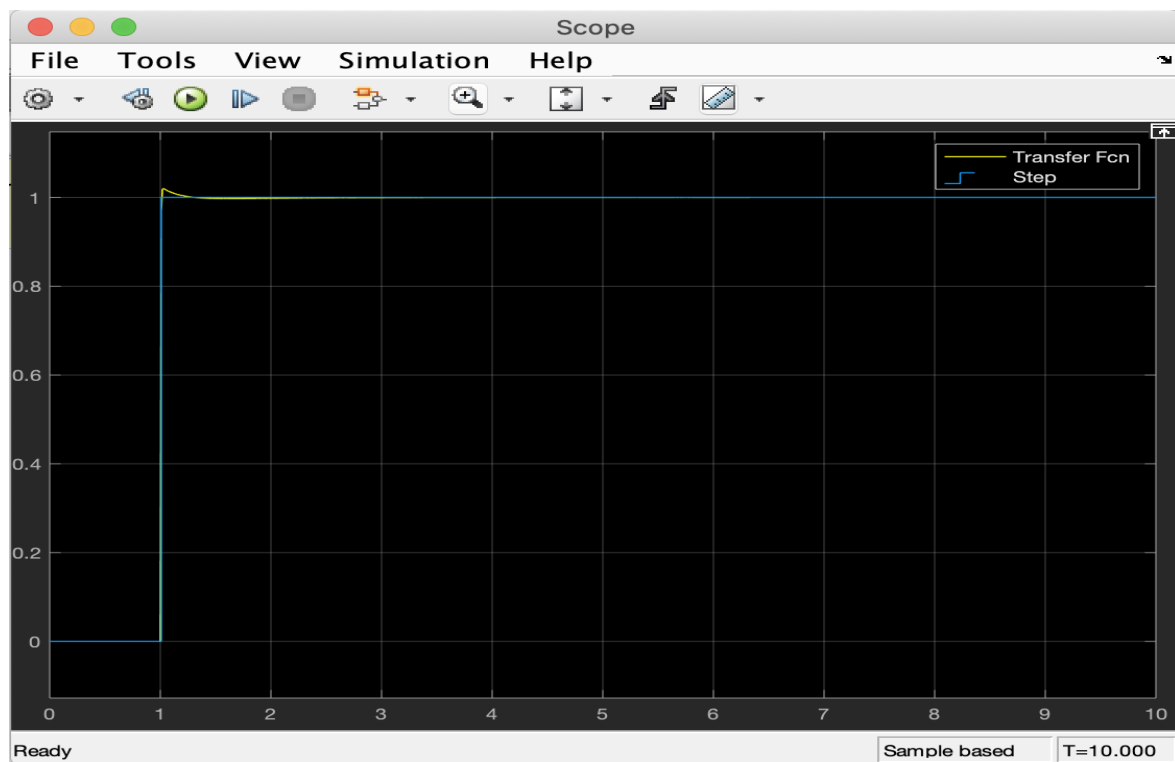 Scope
File Tools View Simulation Help
Transfer Fcn
Step
1
0.8
0.6
0.4
0.2
0
0 1 2 3 4 5 6 7 8 9 10
Ready Sample based T=10.000